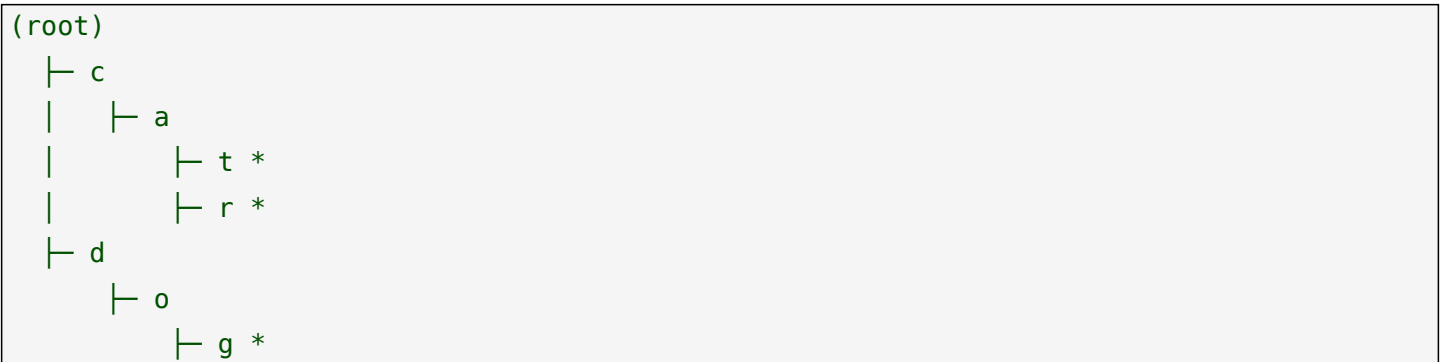 (root)
  ├─ c
  │   ├─ a
  │       ├─ t *
  │       ├─ r *
  ├─ d
      ├─ o
          ├─ g *